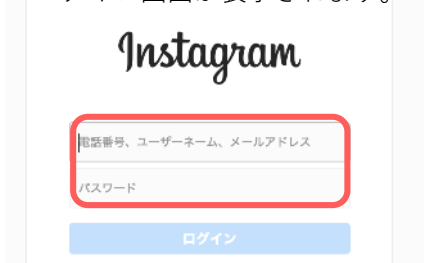 画面が表示されます。
Instagram
電話番号、ユーザーネーム、メールアドレス
パスワード
ログイン